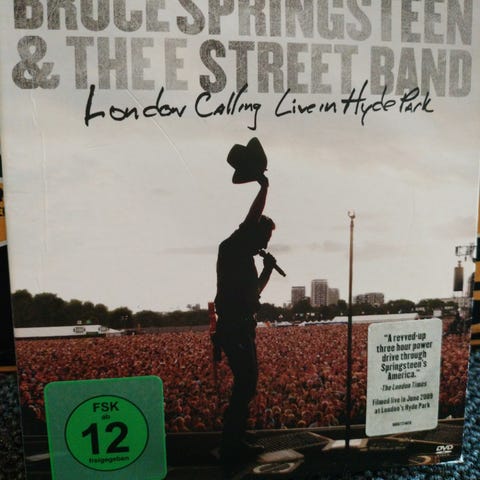 BRUCE SPRINGSTEEN
& THE E STREET BAND
London Calling Live in Hyde Park
"A revved-up
three hour power
drive through
Springsteen's
America."
-The London Times
Filmed live in June 2009
at London's Hyde Park
FSK
ab
12
freigegeben
DVD